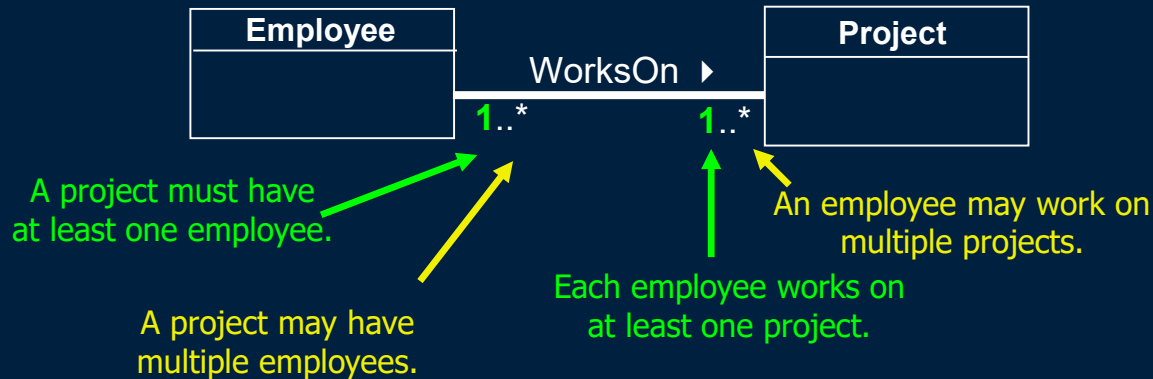 Employee
Project
WorksOn ▸
1..*
1..*
A project must have
at least one employee.
An employee may work on
multiple projects.
Each employee works on
at least one project.
A project may have
multiple employees.